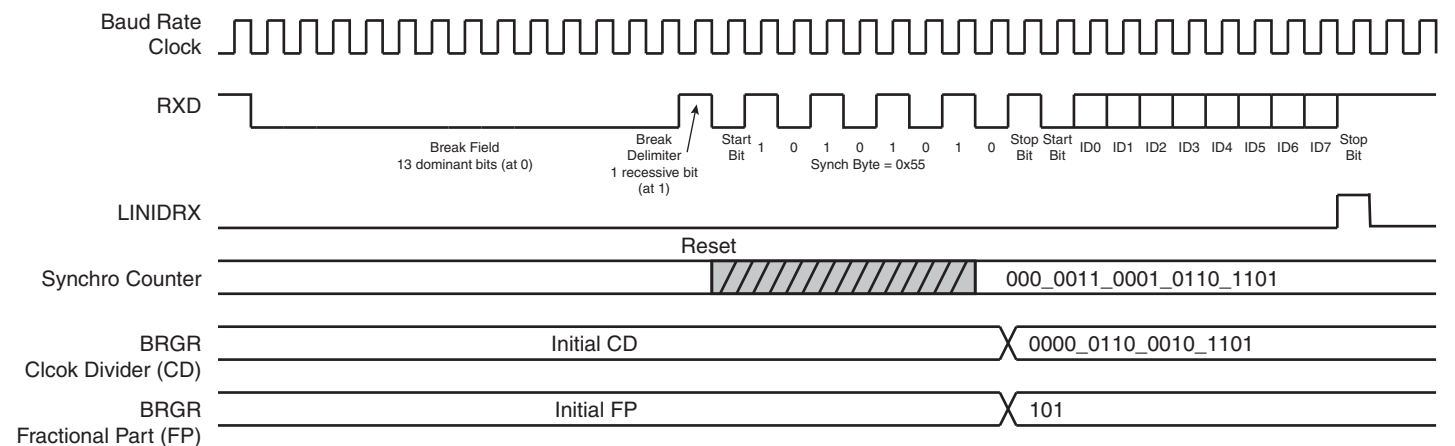 Baud Rate
Clock
RXD
Break Field
13 dominant bits (at 0)
Break
Delimiter
1 recessive bit
(at 1)
Start
Bit
1 0 1 0 1 0 1 0
Synch Byte = 0x55
Stop
Bit
Start
Bit
ID0 ID1 ID2 ID3 ID4 ID5 ID6 ID7
Stop
Bit
LINIDRX
Reset
Synchro Counter
000_0011_0001_0110_1101
BRGR
Clcok Divider (CD)
Initial CD
0000_0110_0010_1101
BRGR
Fractional Part (FP)
Initial FP
101